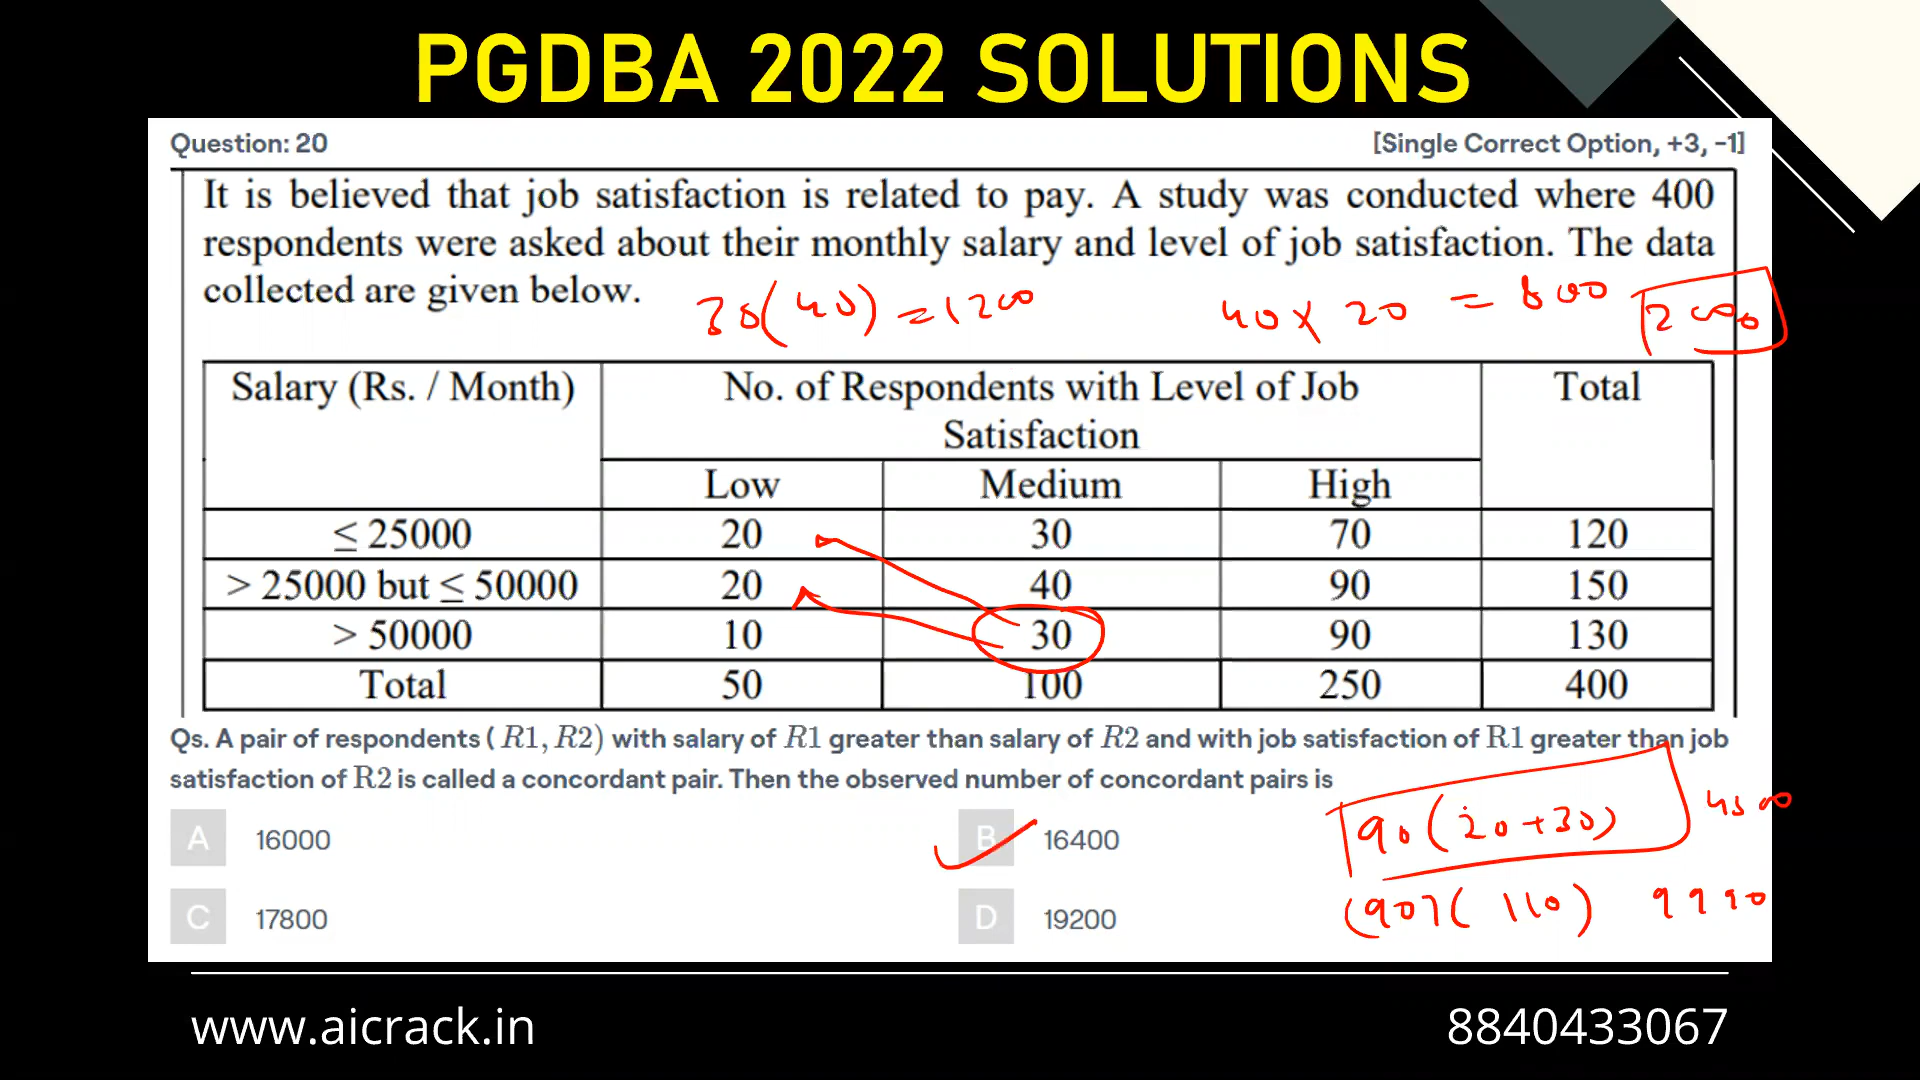 PGDBA 2022 SOLUTIONS
Question: 20 [Single Correct Option, +3, -1]
It is believed that job satisfaction is related to pay. A study was conducted where 400
respondents were asked about their monthly salary and level of job satisfaction. The data
collected are given below.
30(40) = 1200 40 x 20 = 800 2000
Salary (Rs. / Month) No. of Respondents with Level of Job Satisfaction Total
Low Medium High
≤ 25000 20 30 70 120
> 25000 but ≤ 50000 20 40 90 150
> 50000 10 30 90 130
Total 50 100 250 400
Qs. A pair of respondents ( R1, R2) with salary of R1 greater than salary of R2 and with job satisfaction of R1 greater than job
satisfaction of R2 is called a concordant pair. Then the observed number of concordant pairs is
90(20+30) 4500
A 16000 B 16400
(90)(110) 9990
C 17800 D 19200
www.aicrack.in 8840433067